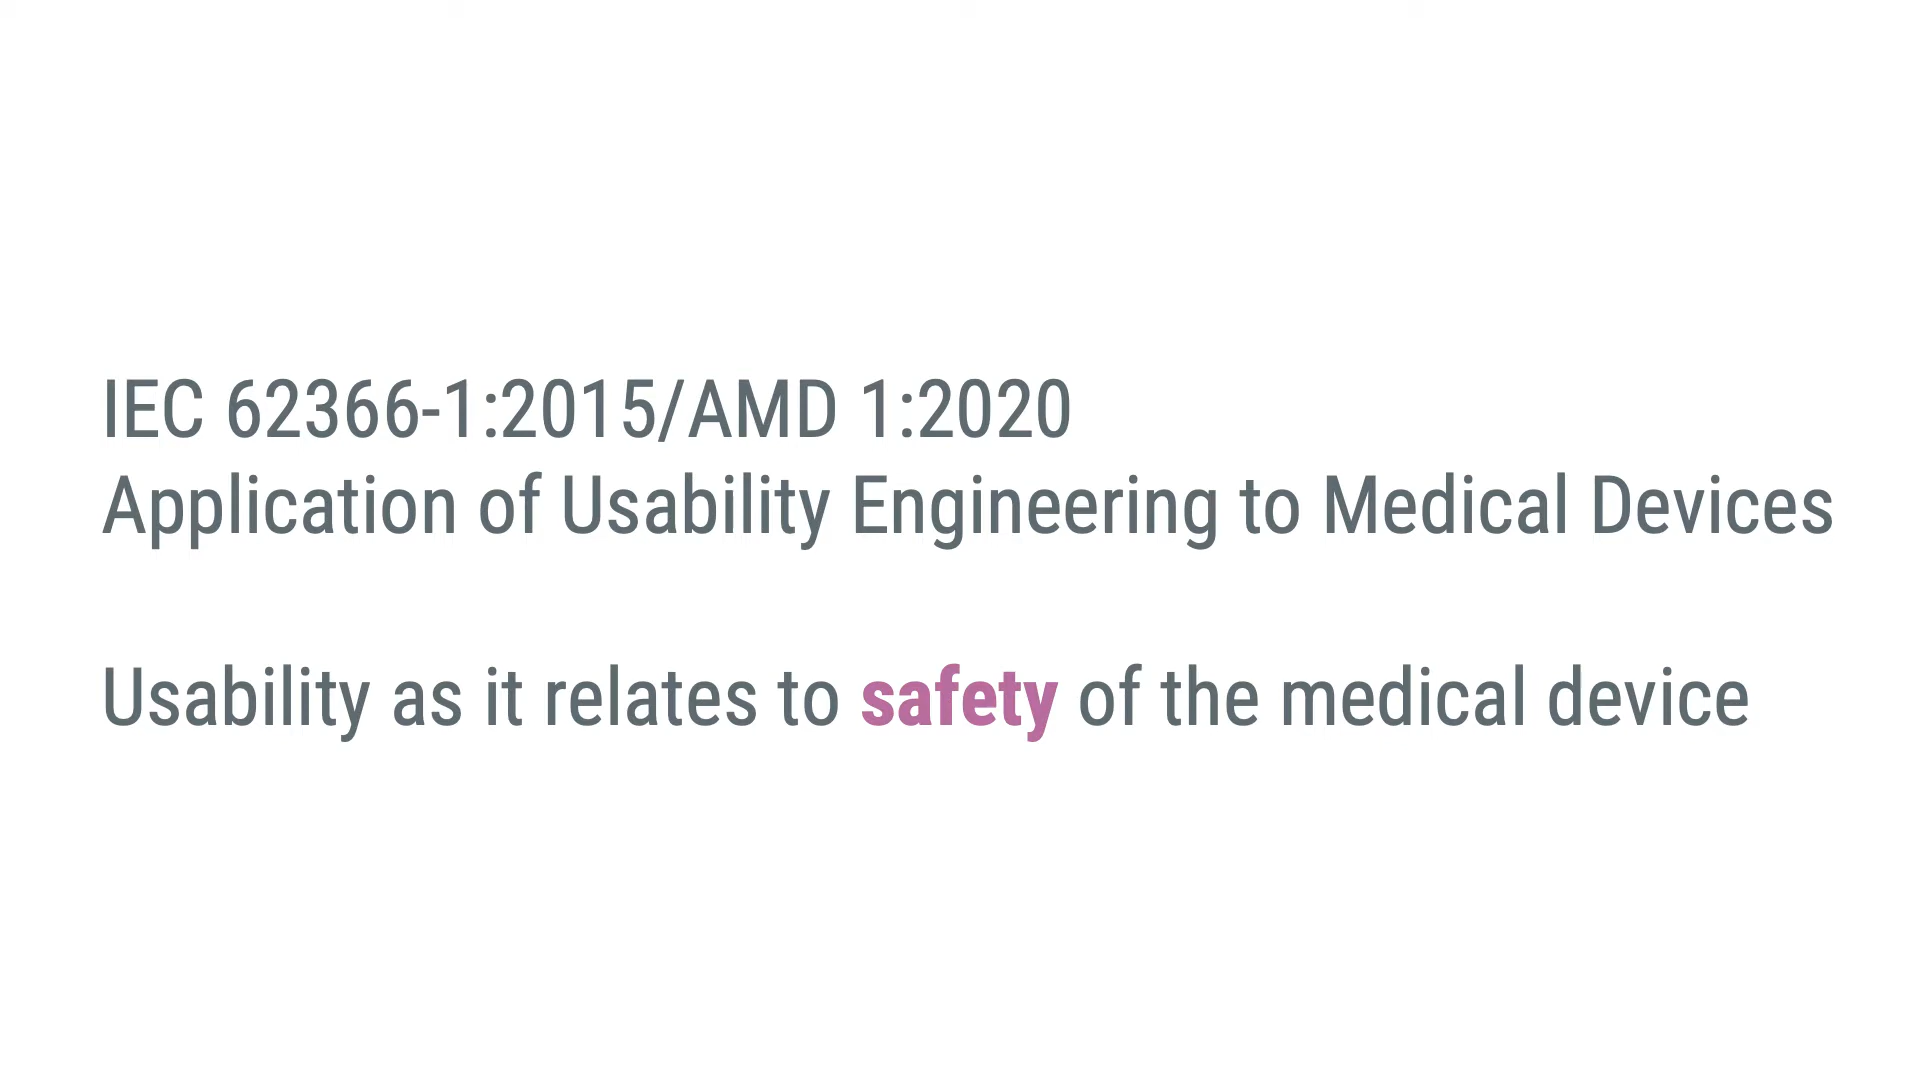 IEC 62366-1:2015/AMD 1:2020
Application of Usability Engineering to Medical Devices
Usability as it relates to safety of the medical device